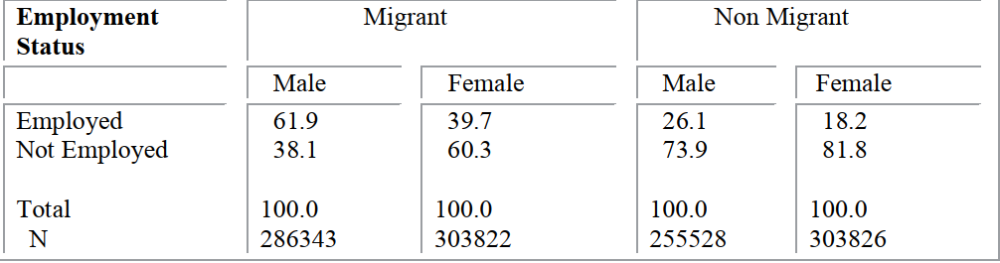 Employment Migrant Non Migrant
Status
Male Female Male Female
Employed 61.9 39.7 26.1 18.2
Not Employed 38.1 60.3 73.9 81.8
Total 100.0 100.0 100.0 100.0
N 286343 303822 255528 303826